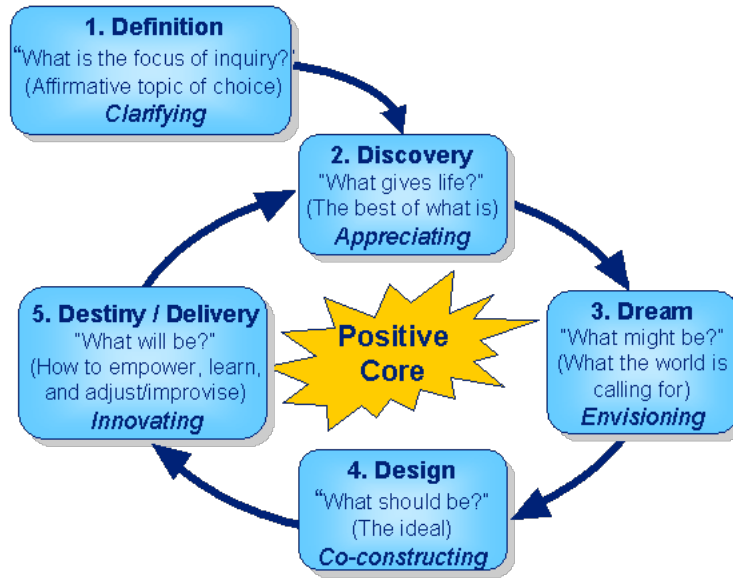 1. Definition
"What is the focus of inquiry?"
(Affirmative topic of choice)
Clarifying
2. Discovery
"What gives life?"
(The best of what is)
Appreciating
3. Dream
"What might be?"
(What the world is
calling for)
Envisioning
4. Design
"What should be?"
(The ideal)
Co-constructing
5. Destiny / Delivery
"What will be?"
(How to empower, learn,
and adjust/improvise)
Innovating
Positive
Core